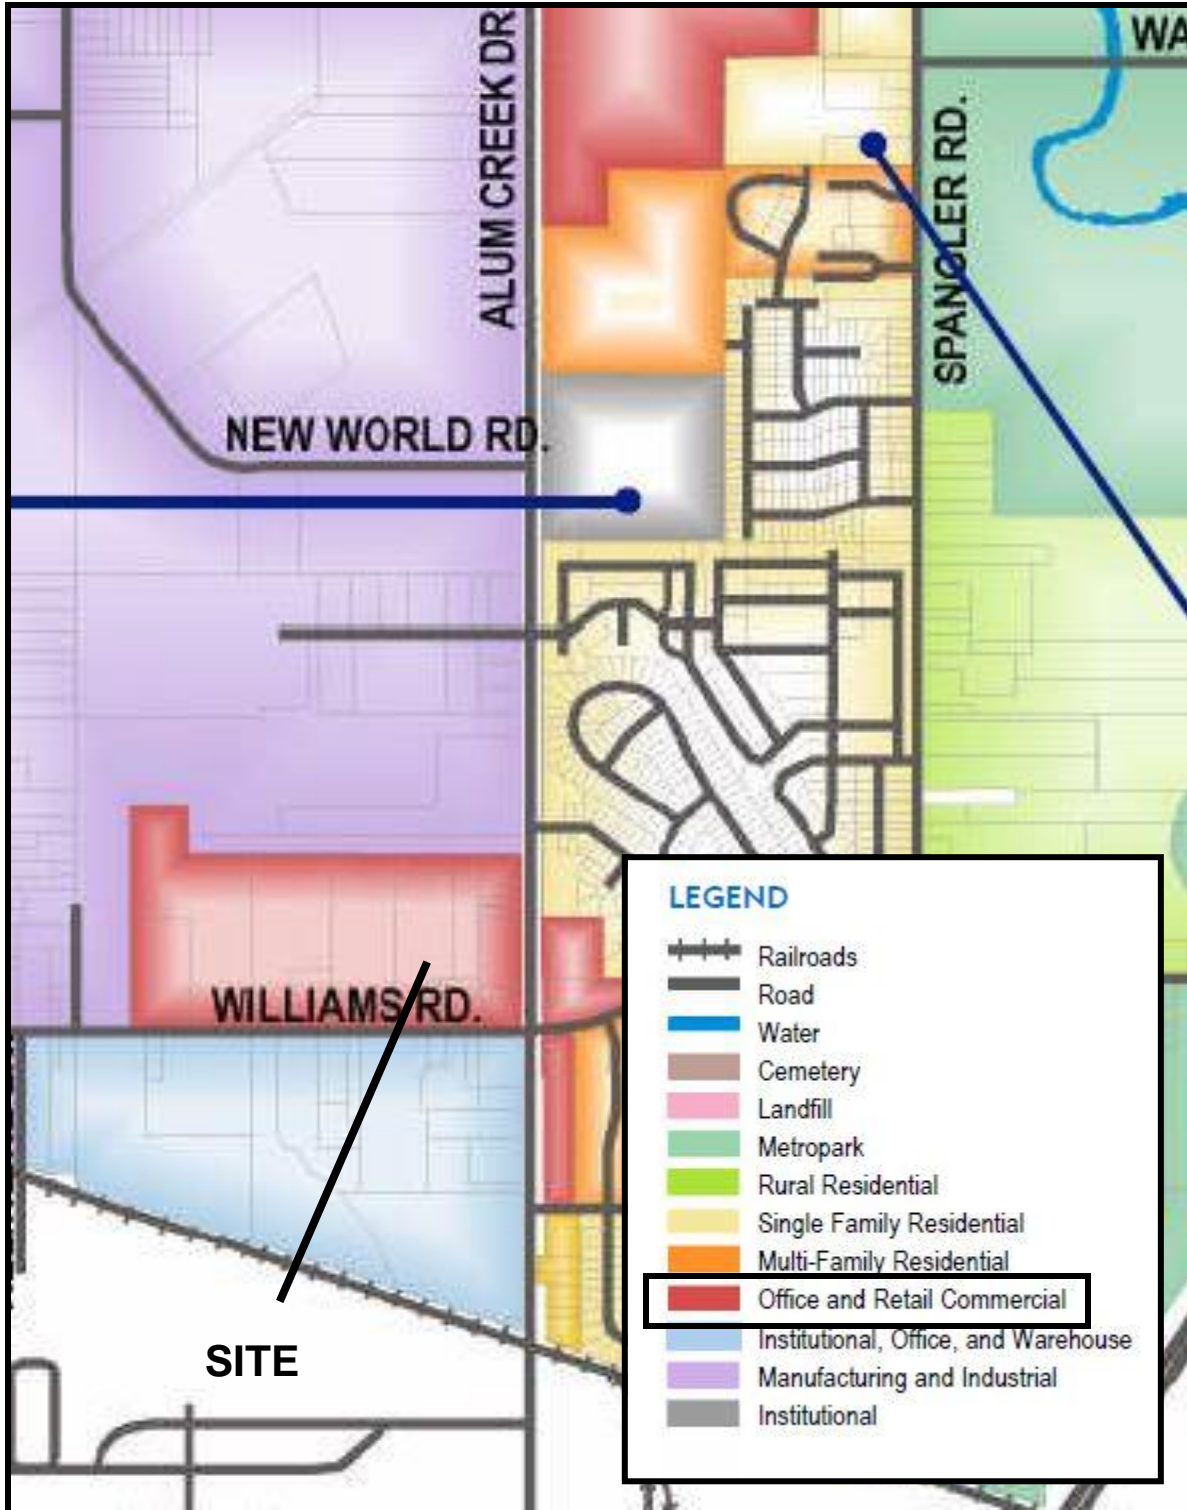 WA
ALUM CREEK DR
SPANGLER RD.
NEW WORLD RD.
WILLIAMS RD.
SITE
LEGEND
Railroads
Road
Water
Cemetery
Landfill
Metropark
Rural Residential
Single Family Residential
Multi-Family Residential
Office and Retail Commercial
Institutional, Office, and Warehouse
Manufacturing and Industrial
Institutional